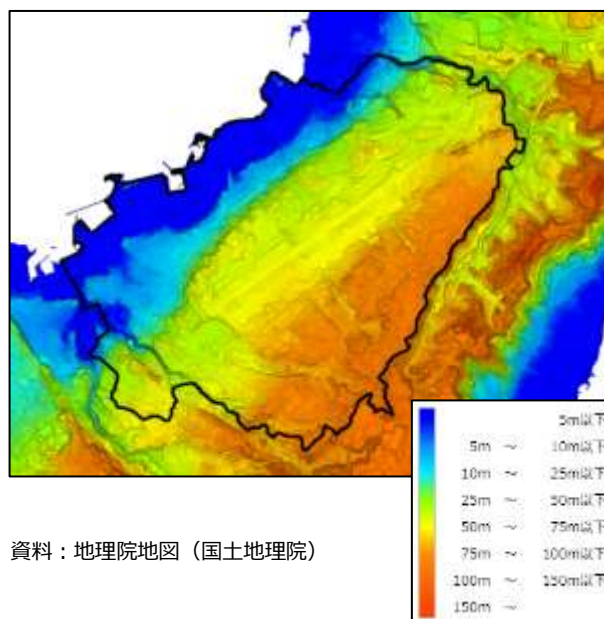 資料：地理院地図（国土地理院）
5m以下
5m ～ 10m以下
10m ～ 25m以下
25m ～ 50m以下
50m ～ 75m以下
75m ～ 100m以下
100m ～ 150m以下
150m ～